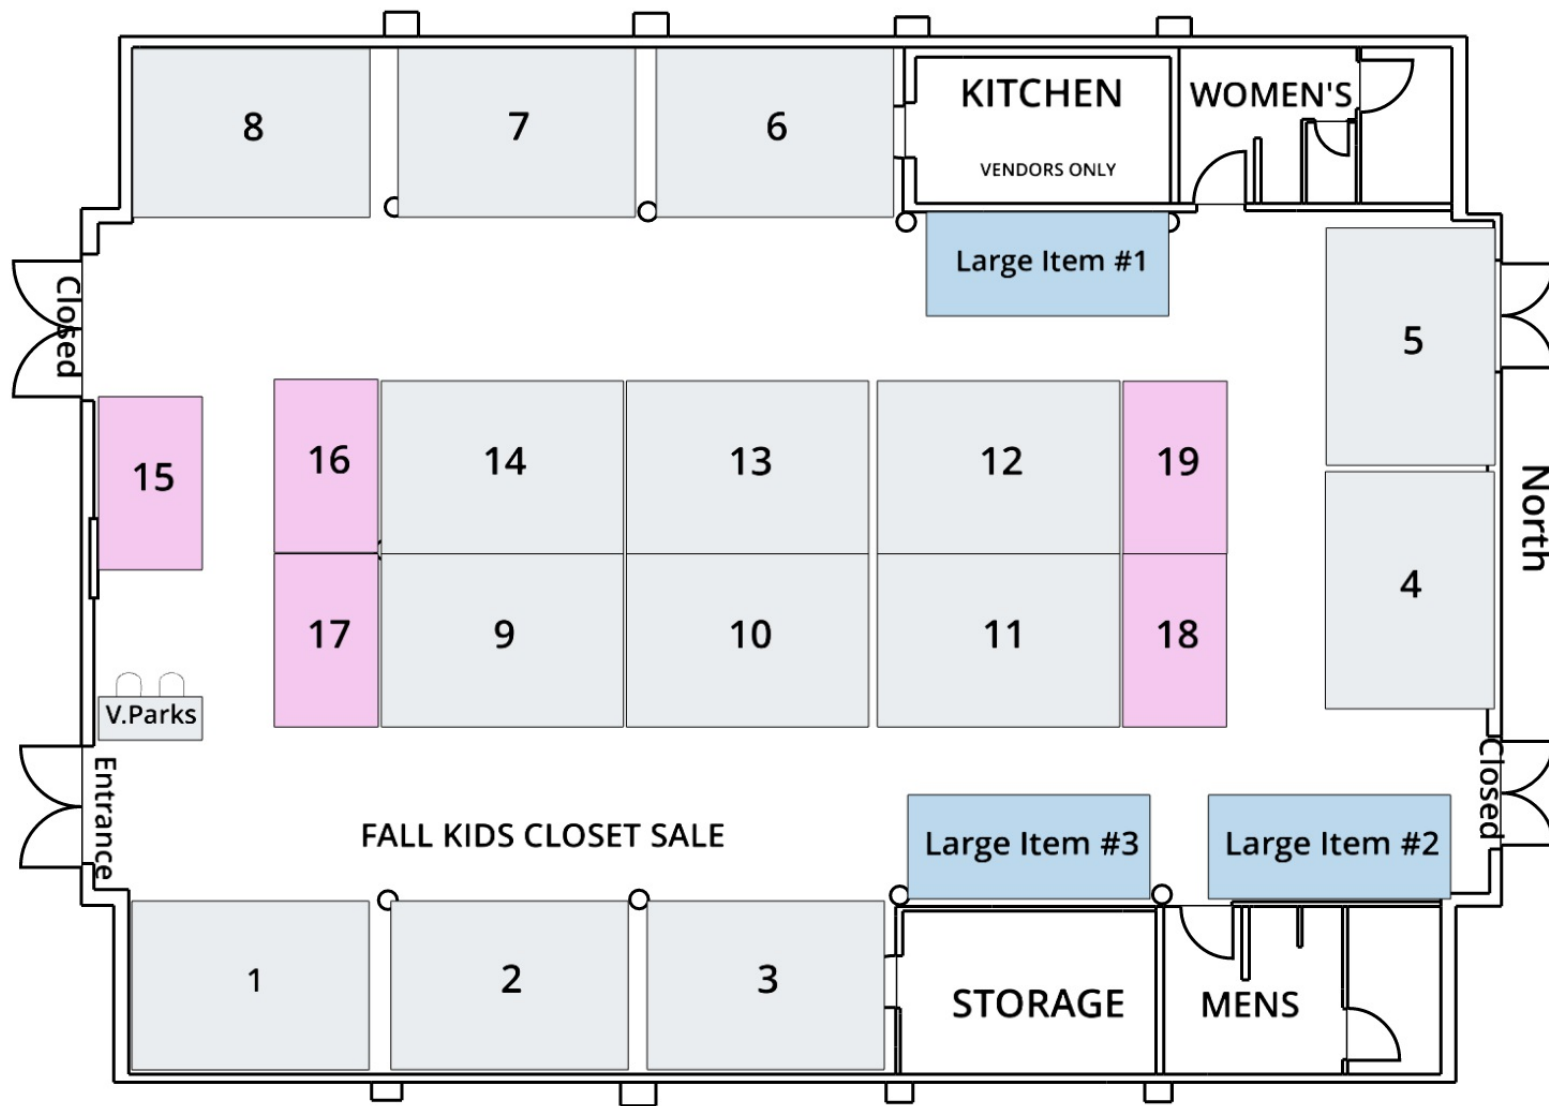 8
7
6
KITCHEN
VENDORS ONLY
WOMEN'S
Large Item #1
Closed
5
15
16
14
13
12
19
North
17
9
10
11
18
4
V.Parks
Entrance
FALL KIDS CLOSET SALE
Large Item #3
Large Item #2
Closed
1
2
3
STORAGE
MENS